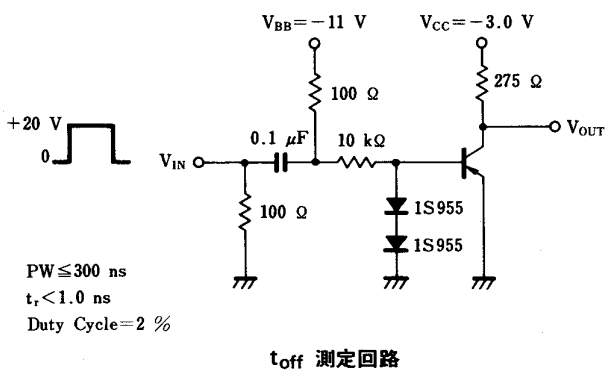 V_BB=−11 V
V_CC=−3.0 V
100 Ω
275 Ω
+20 V
0
0.1 μF
10 kΩ
V_IN
V_OUT
100 Ω
1S955
1S955
PW≦300 ns
t_r<1.0 ns
Duty Cycle=2 %
t_off 測定回路